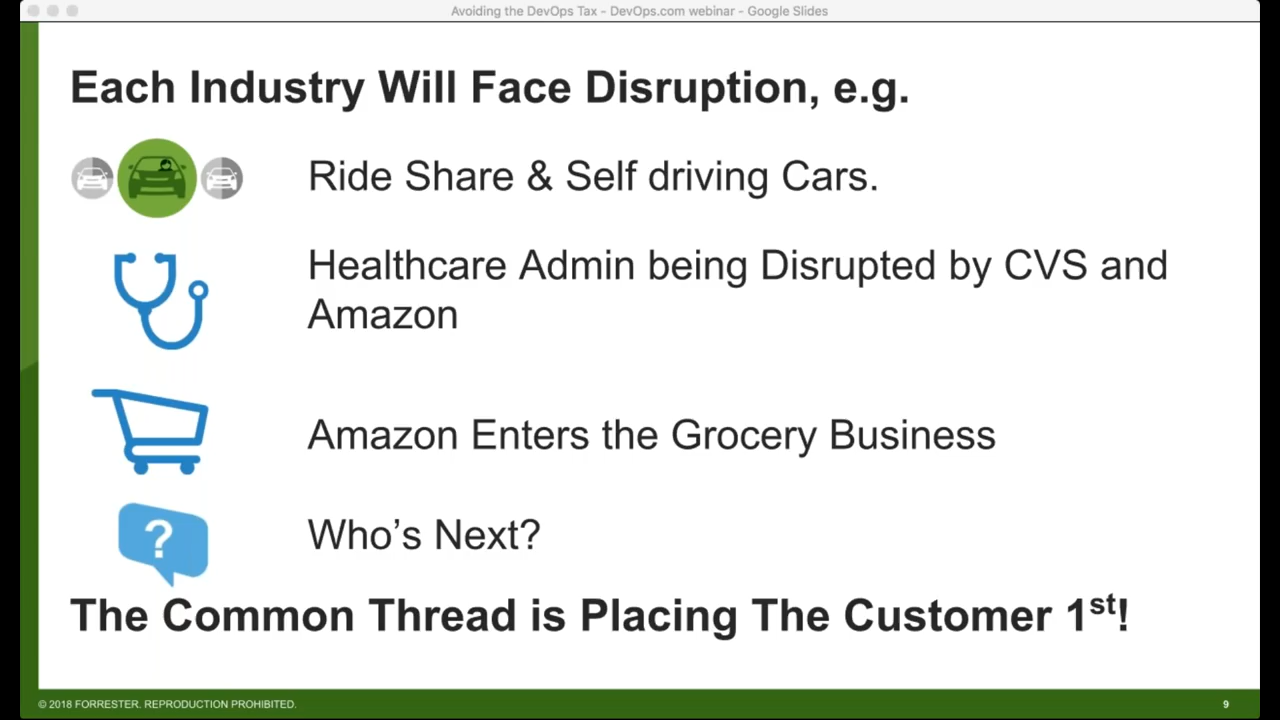 Avoiding the DevOps Tax - DevOps.com webinar - Google Slides
Each Industry Will Face Disruption, e.g.
Ride Share & Self driving Cars.
Healthcare Admin being Disrupted by CVS and
Amazon
Amazon Enters the Grocery Business
?
Who’s Next?
The Common Thread is Placing The Customer 1st!
© 2018 FORRESTER. REPRODUCTION PROHIBITED.
9